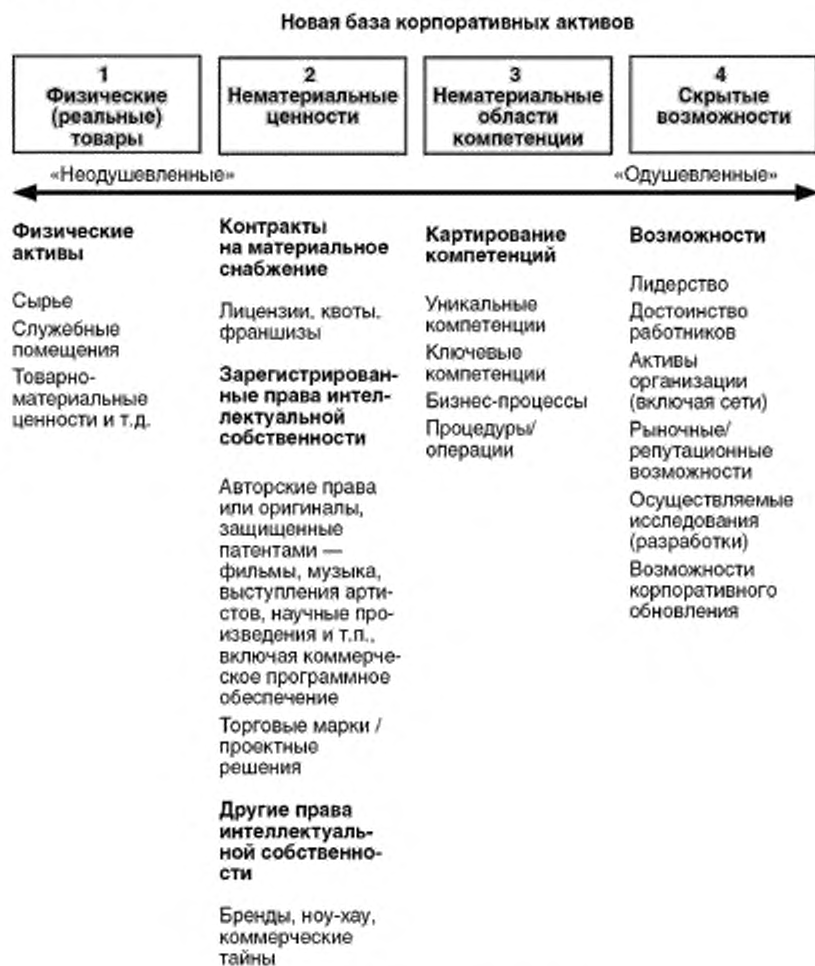 Новая база корпоративных активов
1
Физические
(реальные)
товары
2
Нематериальные
ценности
3
Нематериальные
области
компетенции
4
Скрытые
возможности
«Неодушевленные»
«Одушевленные»
Физические
активы
Сырье
Служебные
помещения
Товарно-
материальные
ценности и т.д.
Контракты
на материальное
снабжение
Лицензии, квоты,
франшизы
Зарегистрирован-
ные права интел-
лектуальной
собственности
Авторские права
или оригиналы,
защищенные
патентами —
фильмы, музыка,
выступления арти-
стов, научные про-
изведения и т.п.,
включая коммерче-
ское программное
обеспечение
Торговые марки /
проектные
решения
Другие права
интеллектуаль-
ной собственно-
сти
Бренды, ноу-хау,
коммерческие
тайны
Картирование
компетенций
Уникальные
компетенции
Ключевые
компетенции
Бизнес-процессы
Процедуры/
операции
Возможности
Лидерство
Достоинство
работников
Активы
организации
(включая сети)
Рыночные/
репутационные
возможности
Осуществляемые
исследования
(разработки)
Возможности
корпоративного
обновления